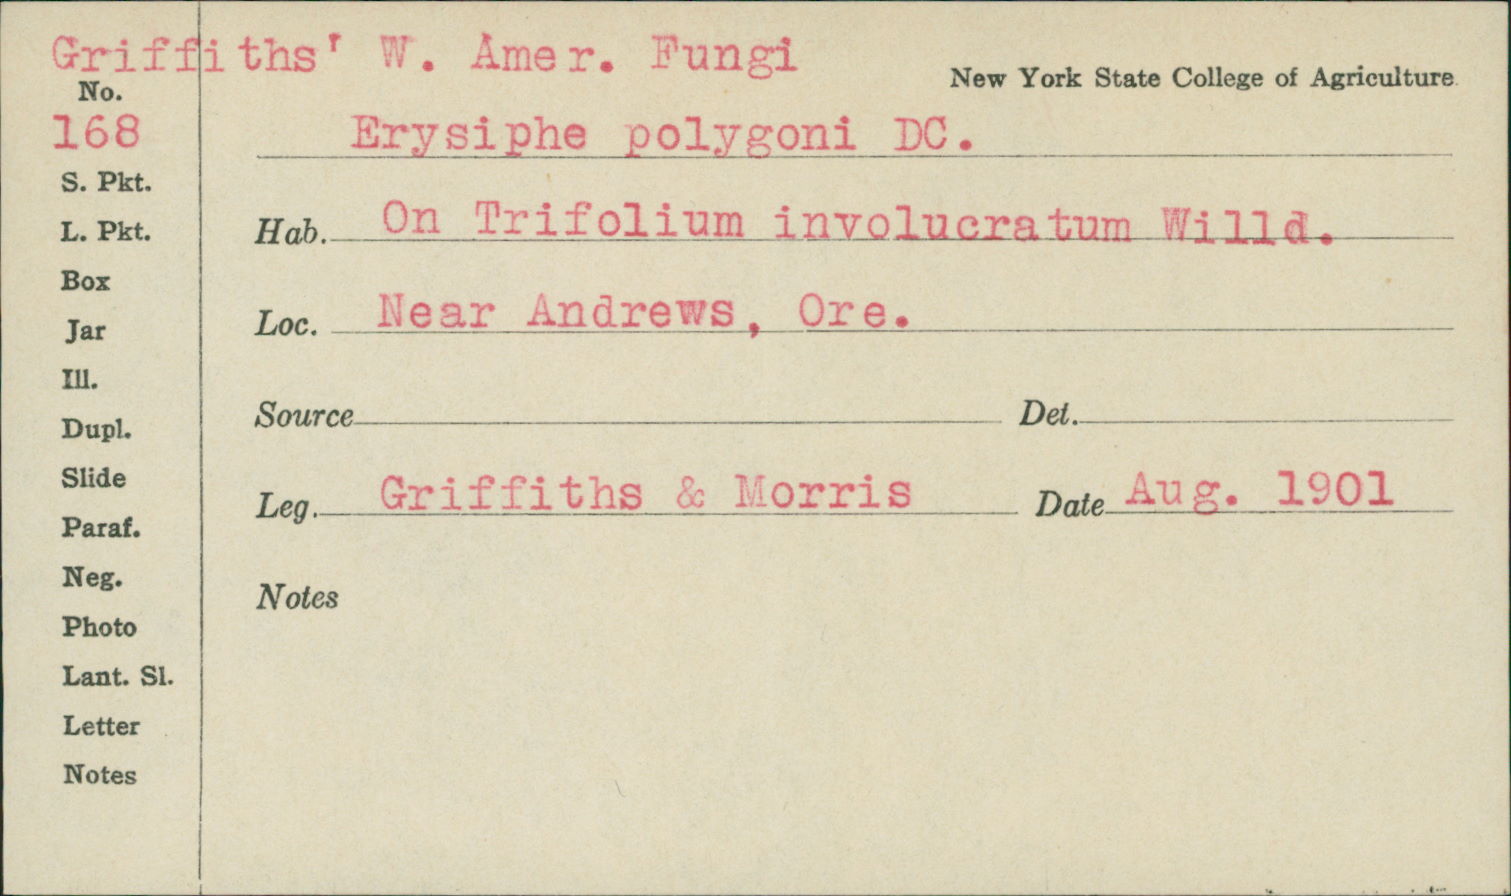 Griffiths' W. Amer. Fungi
New York State College of Agriculture
No.
168
Erysiphe polygoni DC.
S. Pkt.
L. Pkt.
Hab. On Trifolium involucratum Willd.
Box
Jar
Loc. Near Andrews, Ore.
Ill.
Dupl.
Source Det.
Slide
Leg. Griffiths & Morris Date Aug. 1901
Paraf.
Neg.
Notes
Photo
Lant. Sl.
Letter
Notes